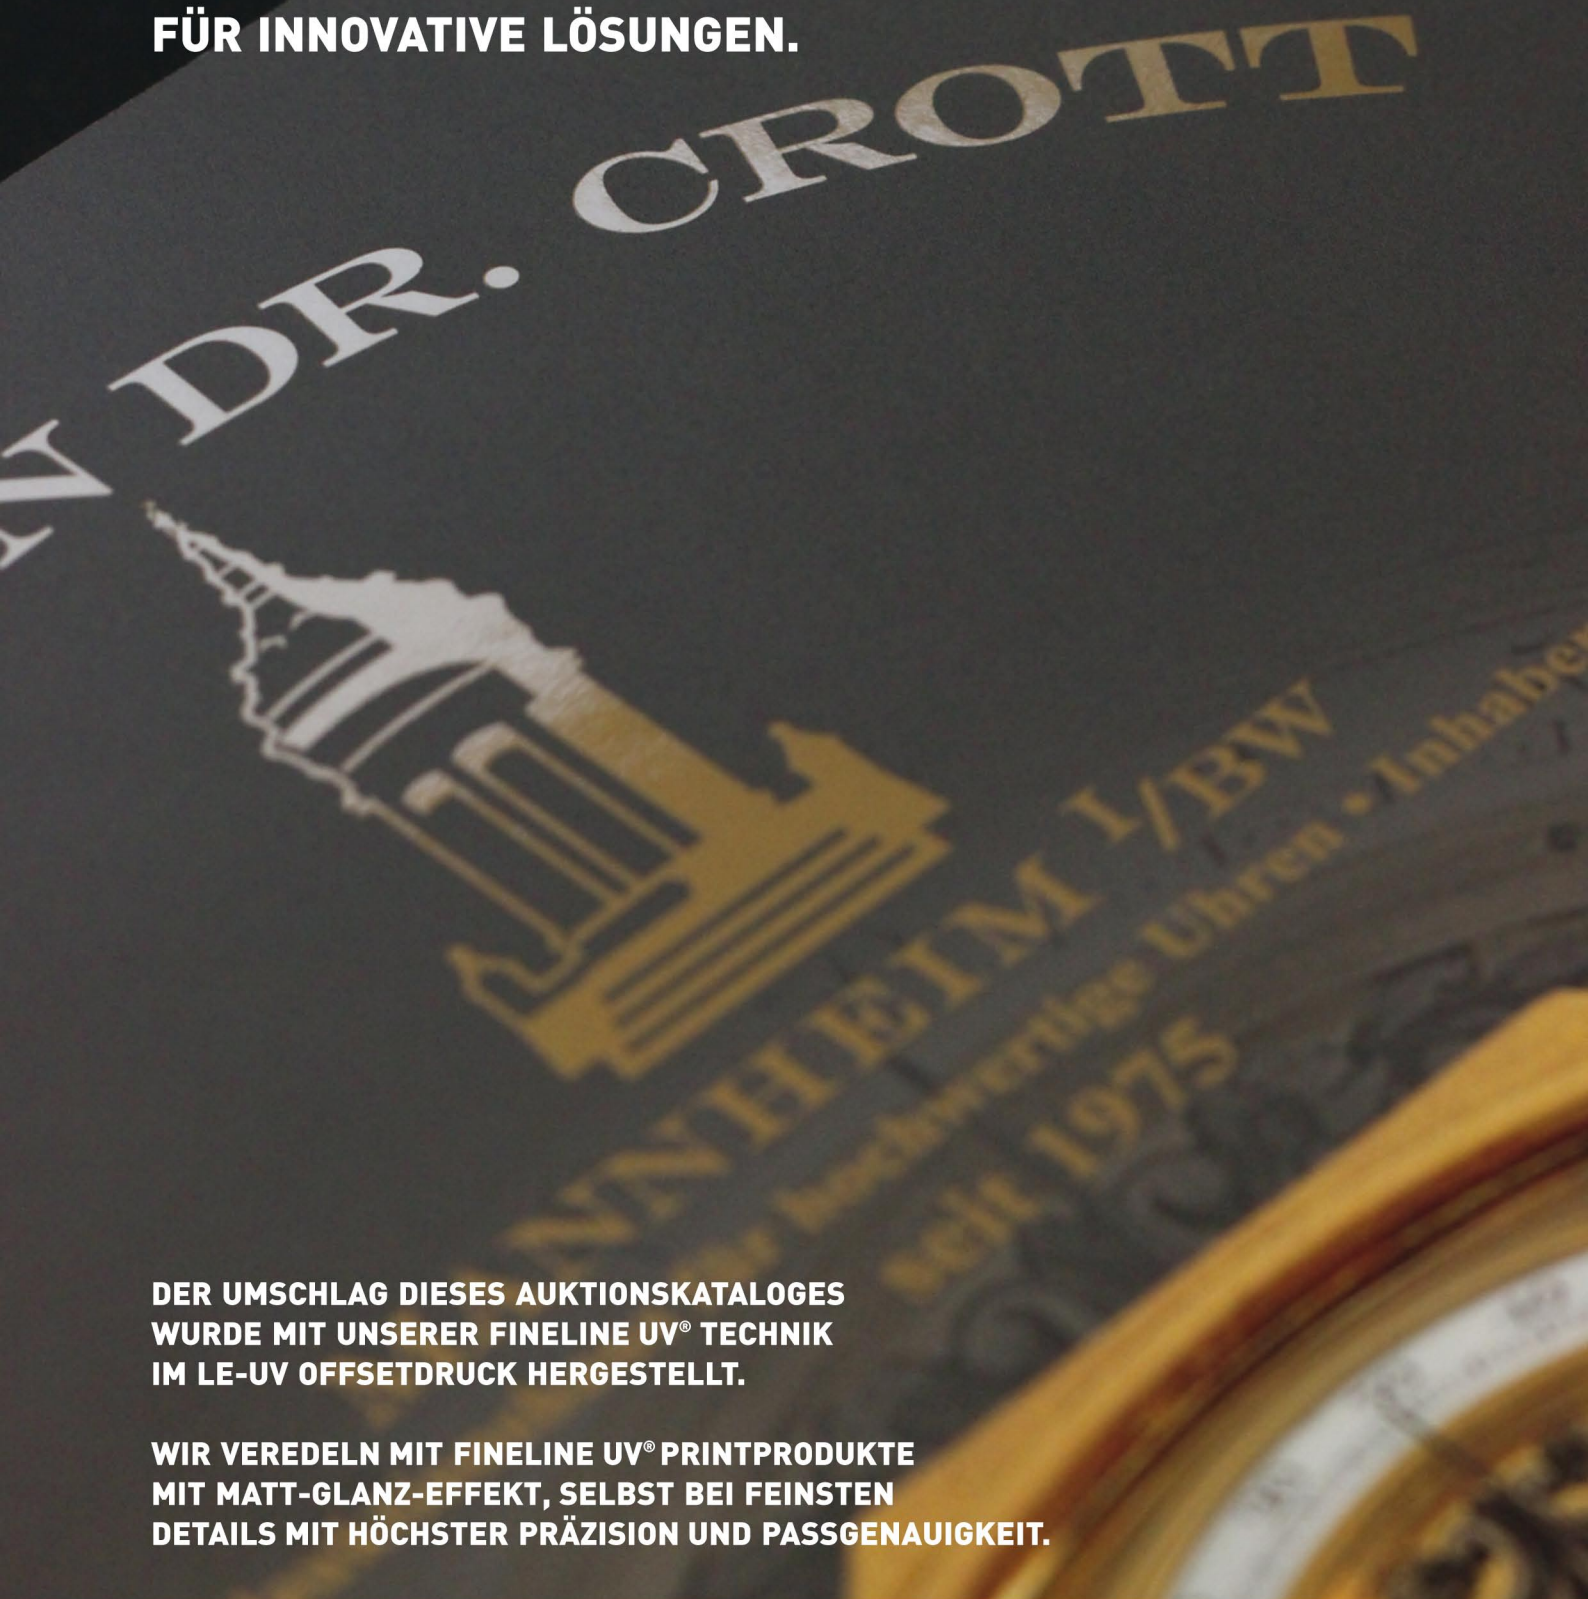 FÜR INNOVATIVE LÖSUNGEN.
N DR. CROTT
MANNHEIM I/BW
für hochwertige Uhren • Inhaber
seit 1975
DER UMSCHLAG DIESES AUKTIONSKATALOGES
WURDE MIT UNSERER FINELINE UV® TECHNIK
IM LE-UV OFFSETDRUCK HERGESTELLT.
WIR VEREDELN MIT FINELINE UV® PRINTPRODUKTE
MIT MATT-GLANZ-EFFEKT, SELBST BEI FEINSTEN
DETAILS MIT HÖCHSTER PRÄZISION UND PASSGENAUIGKEIT.